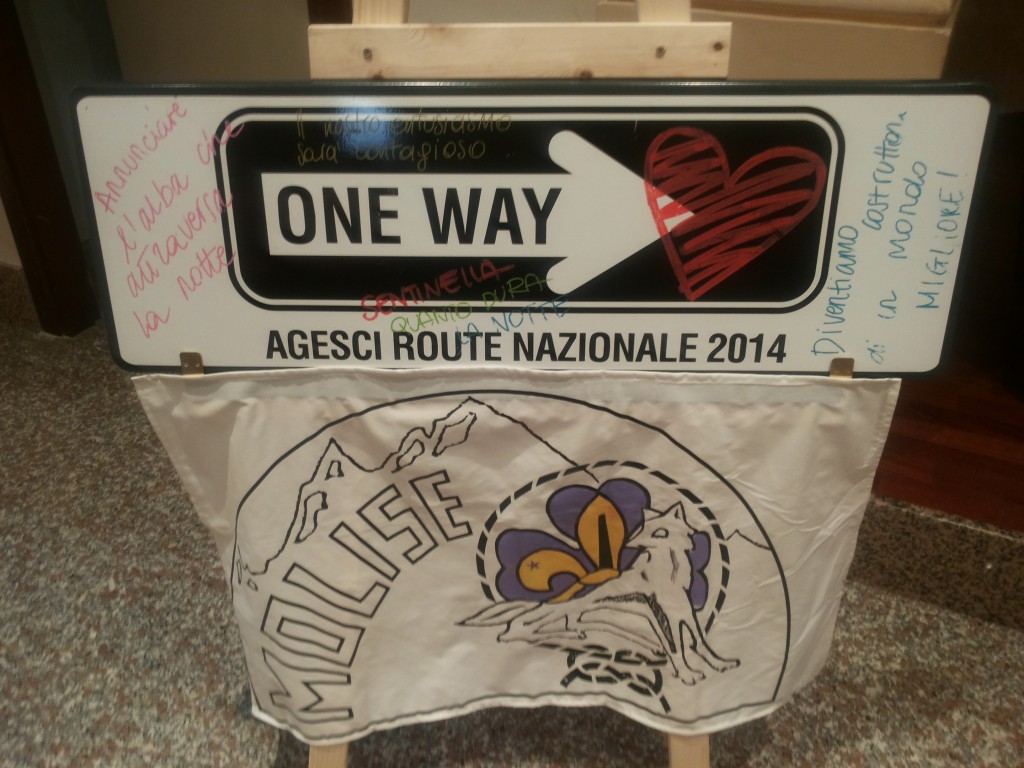 Annunciare
che
l'alba
attraversa
la notte
Il nostro entusiasmo
sarà contagioso...
ONE WAY
SENTINELLA
QUANTO DURA
LA NOTTE
AGESCI ROUTE NAZIONALE 2014
Diventiamo costruttori
di un mondo
MIGLIORE!
MOLISE